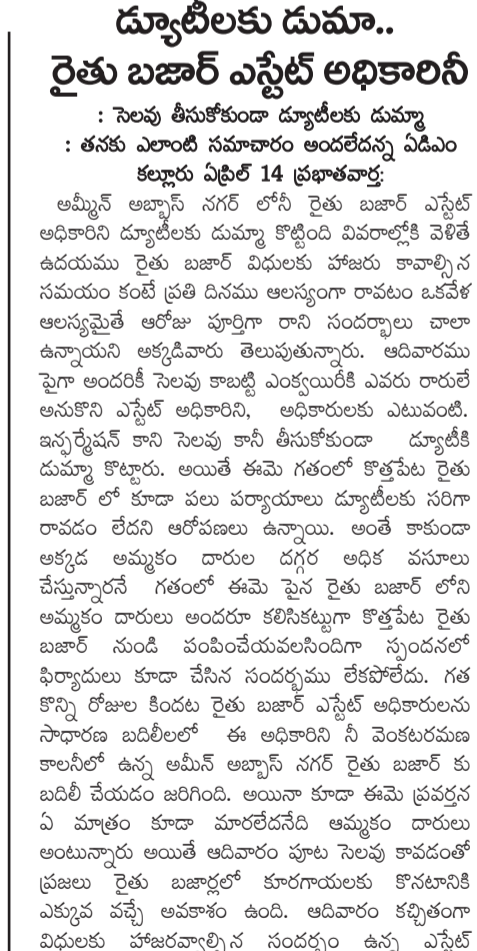 డ్యూటీలకు డుమా..
రైతు బజార్ ఎస్టేట్ అధికారినీ
: సెలవు తీసుకోకుండా డ్యూటీలకు డుమ్మా
: తనకు ఎలాంటి సమాచారం అందలేదన్న ఏడిఎం
కల్లూరు ఏప్రిల్ 14 ప్రభాతవార్త:
అమ్మీన్ అబ్బాస్ నగర్ లోనీ రైతు బజార్ ఎస్టేట్
అధికారిని డ్యూటీలకు డుమ్మా కొట్టింది వివరాల్లోకి వెళితే
ఉదయము రైతు బజార్ విధులకు హాజరు కావాల్సిన
సమయం కంటే ప్రతి దినము ఆలస్యంగా రావటం ఒకవేళ
ఆలస్యమైతే ఆరోజు పూర్తిగా రాని సందర్భాలు చాలా
ఉన్నాయని అక్కడివారు తెలుపుతున్నారు. ఆదివారము
పైగా అందరికీ సెలవు కాబట్టి ఎంక్వయిరీకి ఎవరు రారులే
అనుకొని ఎస్టేట్ అధికారిని, అధికారులకు ఎటువంటి.
ఇన్ఫర్మేషన్ కాని సెలవు కానీ తీసుకోకుండా డ్యూటీకి
డుమ్మా కొట్టారు. అయితే ఈమె గతంలో కొత్తపేట రైతు
బజార్ లో కూడా పలు పర్యాయాలు డ్యూటీలకు సరిగా
రావడం లేదని ఆరోపణలు ఉన్నాయి. అంతే కాకుండా
అక్కడ అమ్మకం దారుల దగ్గర అధిక వసూలు
చేస్తున్నారనే గతంలో ఈమె పైన రైతు బజార్ లోని
అమ్మకం దారులు అందరూ కలిసికట్టుగా కొత్తపేట రైతు
బజార్ నుండి పంపించేయవలసిందిగా స్పందనలో
ఫిర్యాదులు కూడా చేసిన సందర్భము లేకపోలేదు. గత
కొన్ని రోజుల కిందట రైతు బజార్ ఎస్టేట్ అధికారులను
సాధారణ బదిలీలలో ఈ అధికారిని నీ వెంకటరమణ
కాలనీలో ఉన్న అమీన్ అబ్బాస్ నగర్ రైతు బజార్ కు
బదిలీ చేయడం జరిగింది. అయినా కూడా ఈమె ప్రవర్తన
ఏ మాత్రం కూడా మారలేదనేది ఆమ్మకం దారులు
అంటున్నారు అయితే ఆదివారం పూట సెలవు కావడంతో
ప్రజలు రైతు బజార్లలో కూరగాయలకు కొనటానికి
ఎక్కువ వచ్చే అవకాశం ఉంది. ఆదివారం కచ్చితంగా
విధులకు హాజరవ్వాల్సిన సందర్భం ఉన్న ఎస్టేట్